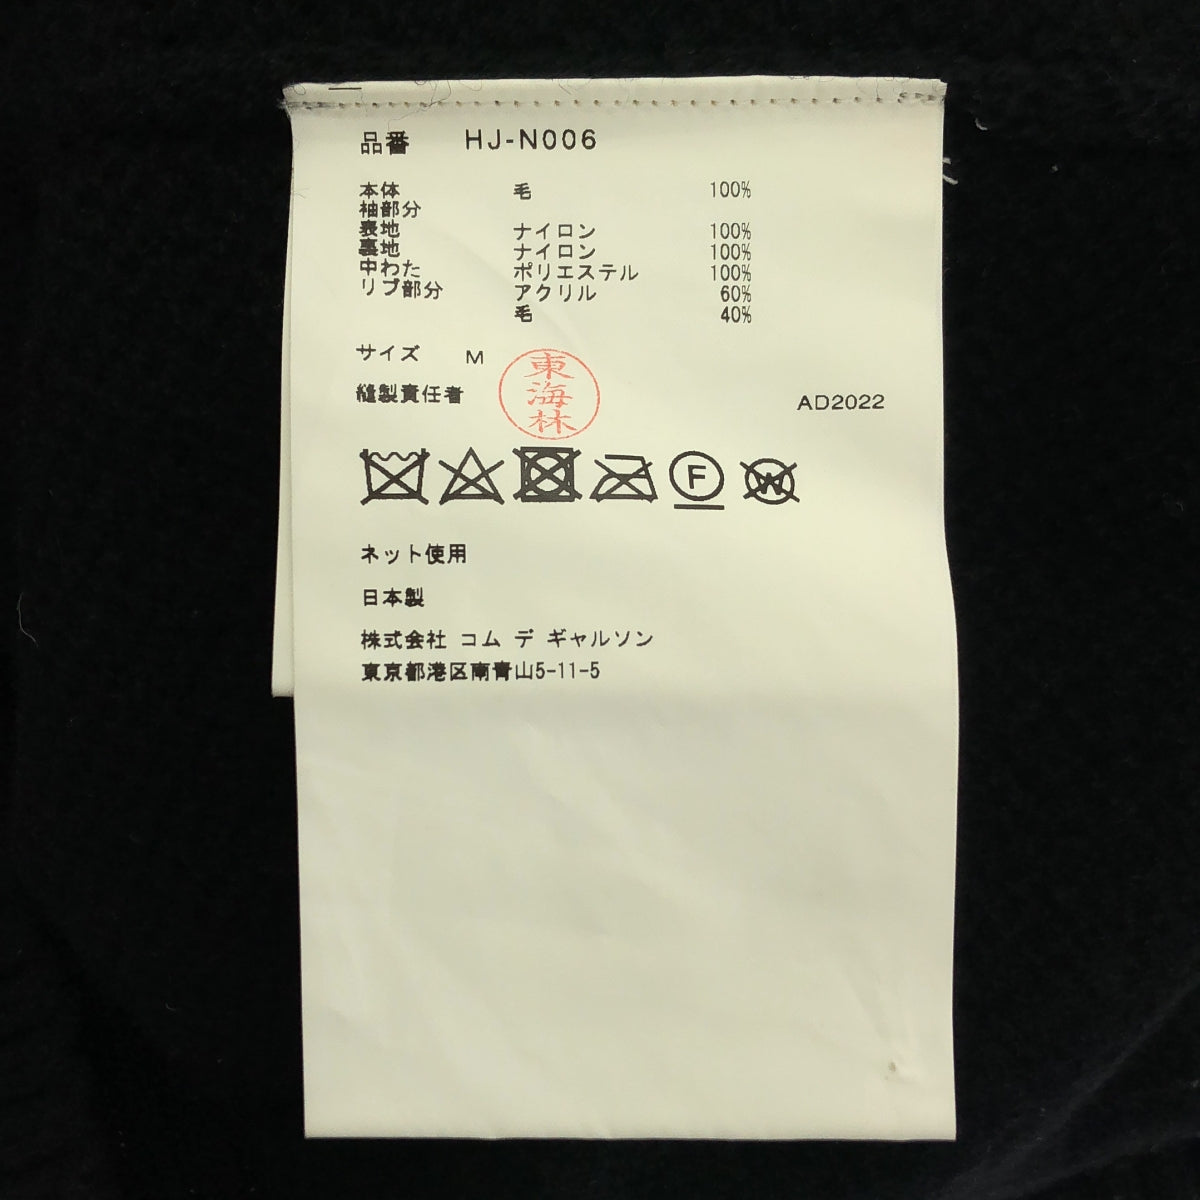 品番 HJ-N006
本体 毛 100%
袖部分
表地 ナイロン 100%
裏地 ナイロン 100%
中わた ポリエステル 100%
リブ部分 アクリル 60%
毛 40%
サイズ M
縫製責任者 東海林
AD2022
F W
ネット使用
日本製
株式会社 コム デ ギャルソン
東京都港区南青山5-11-5